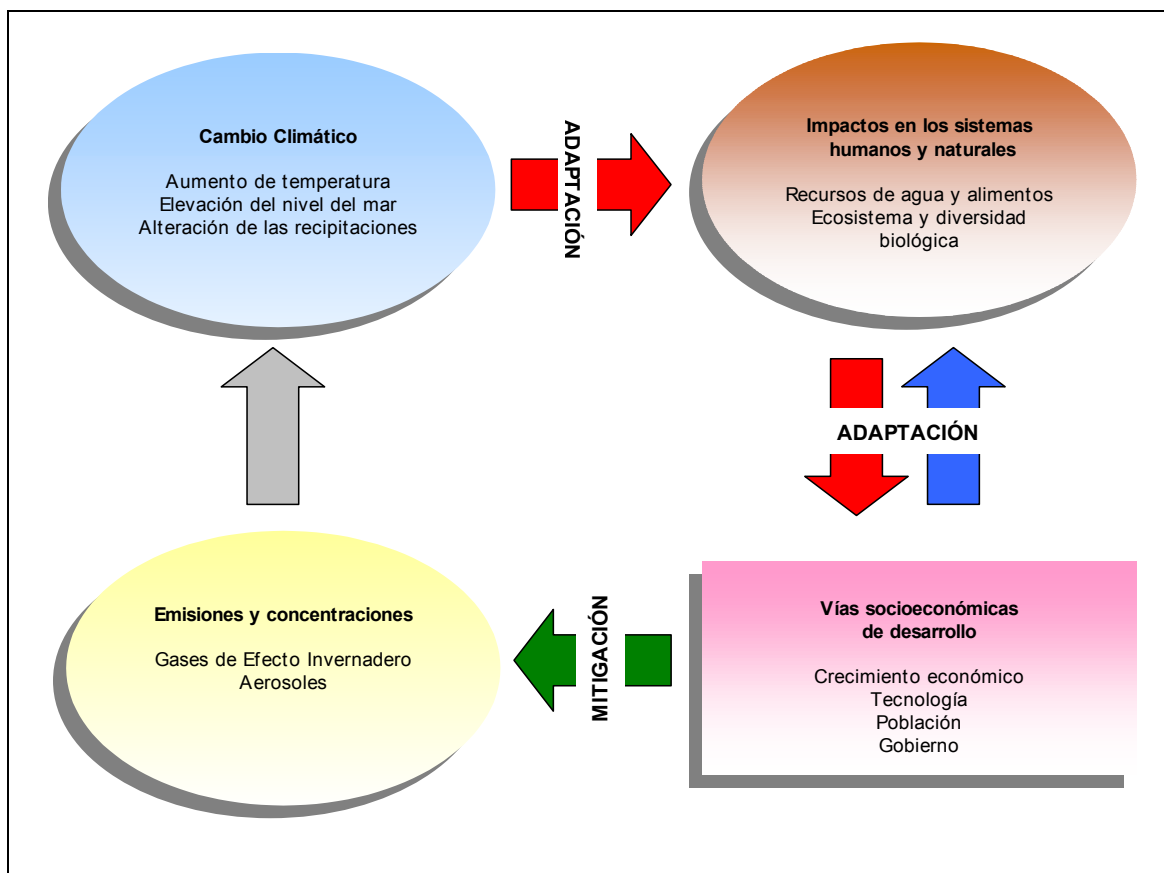 Cambio Climático
Aumento de temperatura
Elevación del nivel del mar
Alteración de las recipitaciones
ADAPTACIÓN
Impactos en los sistemas
humanos y naturales
Recursos de agua y alimentos
Ecosistema y diversidad
biológica
ADAPTACIÓN
Emisiones y concentraciones
Gases de Efecto Invernadero
Aerosoles
MITIGACIÓN
Vías socioeconómicas
de desarrollo
Crecimiento económico
Tecnología
Población
Gobierno